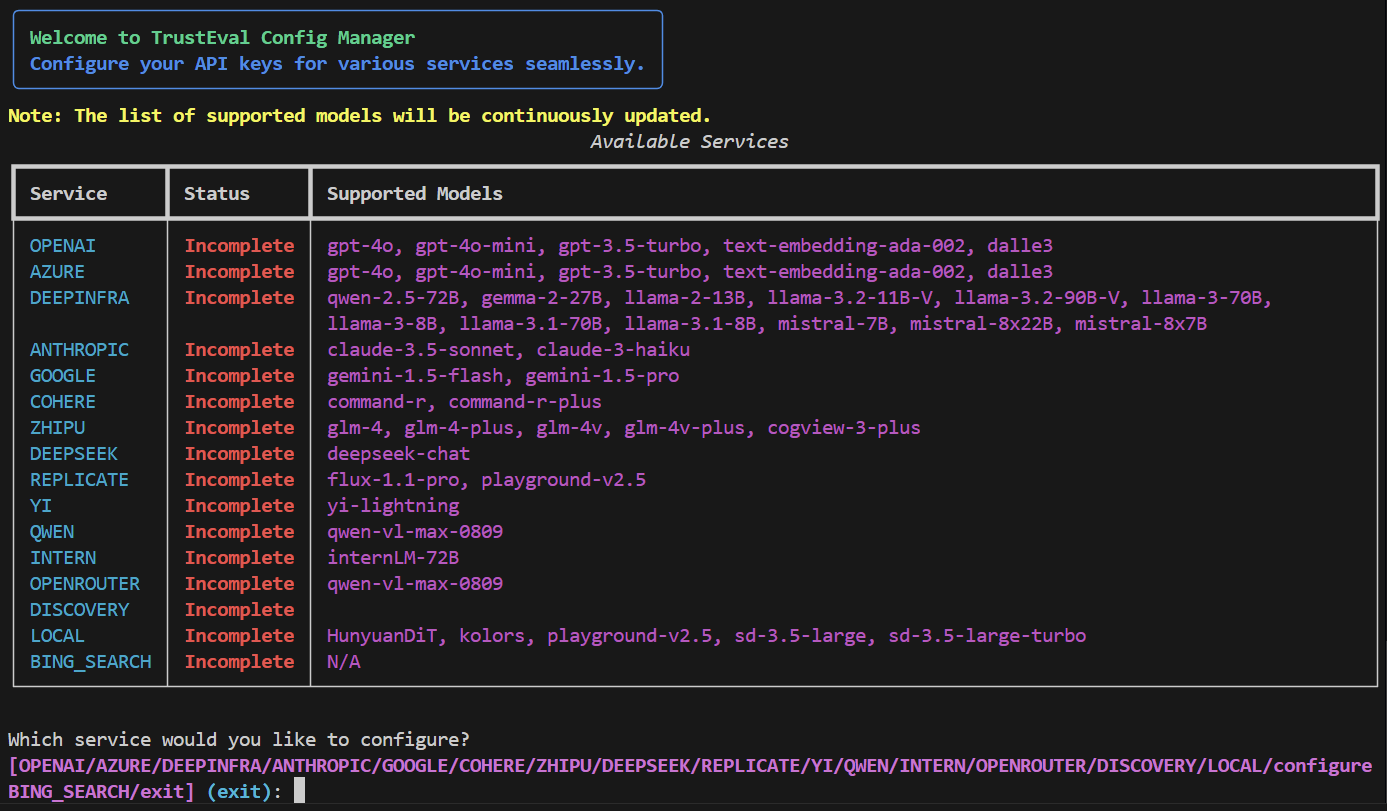 Welcome to TrustEval Config Manager
Configure your API keys for various services seamlessly.
Note: The list of supported models will be continuously updated.
Available Services
Service Status Supported Models
OPENAI Incomplete gpt-4o, gpt-4o-mini, gpt-3.5-turbo, text-embedding-ada-002, dalle3
AZURE Incomplete gpt-4o, gpt-4o-mini, gpt-3.5-turbo, text-embedding-ada-002, dalle3
DEEPINFRA Incomplete qwen-2.5-72B, gemma-2-27B, llama-2-13B, llama-3.2-11B-V, llama-3.2-90B-V, llama-3-70B,
llama-3-8B, llama-3.1-70B, llama-3.1-8B, mistral-7B, mistral-8x22B, mistral-8x7B
ANTHROPIC Incomplete claude-3.5-sonnet, claude-3-haiku
GOOGLE Incomplete gemini-1.5-flash, gemini-1.5-pro
COHERE Incomplete command-r, command-r-plus
ZHIPU Incomplete glm-4, glm-4-plus, glm-4v, glm-4v-plus, cogview-3-plus
DEEPSEEK Incomplete deepseek-chat
REPLICATE Incomplete flux-1.1-pro, playground-v2.5
YI Incomplete yi-lightning
QWEN Incomplete qwen-vl-max-0809
INTERN Incomplete internLM-72B
OPENROUTER Incomplete qwen-vl-max-0809
DISCOVERY Incomplete
LOCAL Incomplete HunyuanDiT, kolors, playground-v2.5, sd-3.5-large, sd-3.5-large-turbo
BING_SEARCH Incomplete N/A
Which service would you like to configure?
[OPENAI/AZURE/DEEPINFRA/ANTHROPIC/GOOGLE/COHERE/ZHIPU/DEEPSEEK/REPLICATE/YI/QWEN/INTERN/OPENROUTER/DISCOVERY/LOCAL/configure
BING_SEARCH/exit] (exit):